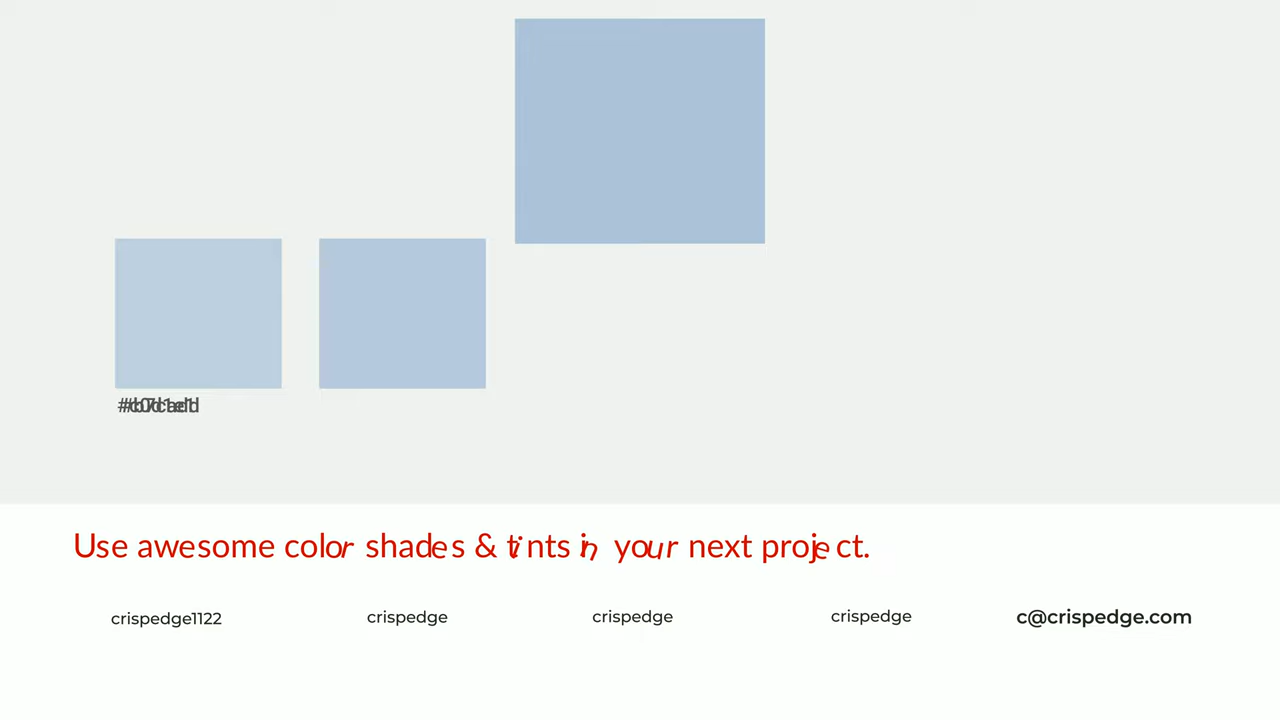 Use awesome color shades & tints in your next project.
crispedge1122 crispedge crispedge crispedge c@crispedge.com